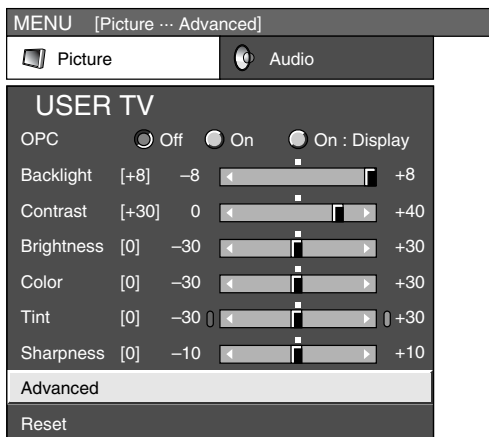 MENU [Picture ··· Advanced]
Picture Audio
USER TV
OPC Off On On : Display
Backlight [+8] –8 +8
Contrast [+30] 0 +40
Brightness [0] –30 +30
Color [0] –30 +30
Tint [0] –30 +30
Sharpness [0] –10 +10
Advanced
Reset